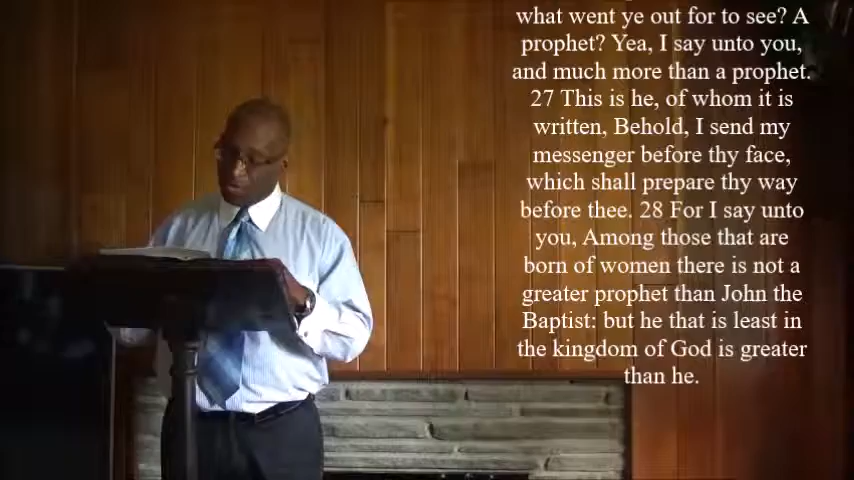 what went ye out for to see? A
prophet? Yea, I say unto you,
and much more than a prophet.
27 This is he, of whom it is
written, Behold, I send my
messenger before thy face,
which shall prepare thy way
before thee. 28 For I say unto
you, Among those that are
born of women there is not a
greater prophet than John the
Baptist: but he that is least in
the kingdom of God is greater
than he.